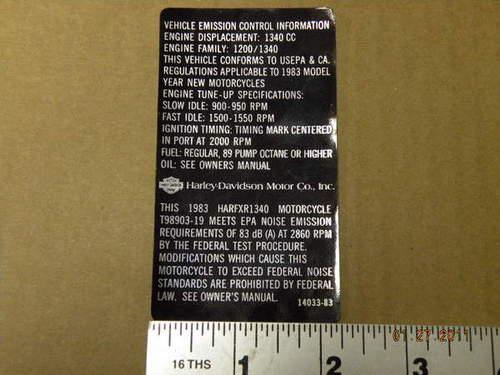 VEHICLE EMISSION CONTROL INFORMATION
ENGINE DISPLACEMENT: 1340 CC
ENGINE FAMILY: 1200/1340
THIS VEHICLE CONFORMS TO USEPA & CA.
REGULATIONS APPLICABLE TO 1983 MODEL
YEAR NEW MOTORCYCLES
ENGINE TUNE-UP SPECIFICATIONS:
SLOW IDLE: 900-950 RPM
FAST IDLE: 1500-1550 RPM
IGNITION TIMING: TIMING MARK CENTERED
IN PORT AT 2000 RPM
FUEL: REGULAR, 89 PUMP OCTANE OR HIGHER
OIL: SEE OWNERS MANUAL
Harley-Davidson Motor Co., Inc.
THIS 1983 HARFXR1340 MOTORCYCLE
T98903-19 MEETS EPA NOISE EMISSION
REQUIREMENTS OF 83 dB (A) AT 2860 RPM
BY THE FEDERAL TEST PROCEDURE.
MODIFICATIONS WHICH CAUSE THIS
MOTORCYCLE TO EXCEED FEDERAL NOISE
STANDARDS ARE PROHIBITED BY FEDERAL
LAW. SEE OWNER'S MANUAL.
14033-83
01.27.2011
16 THS 1 2 3